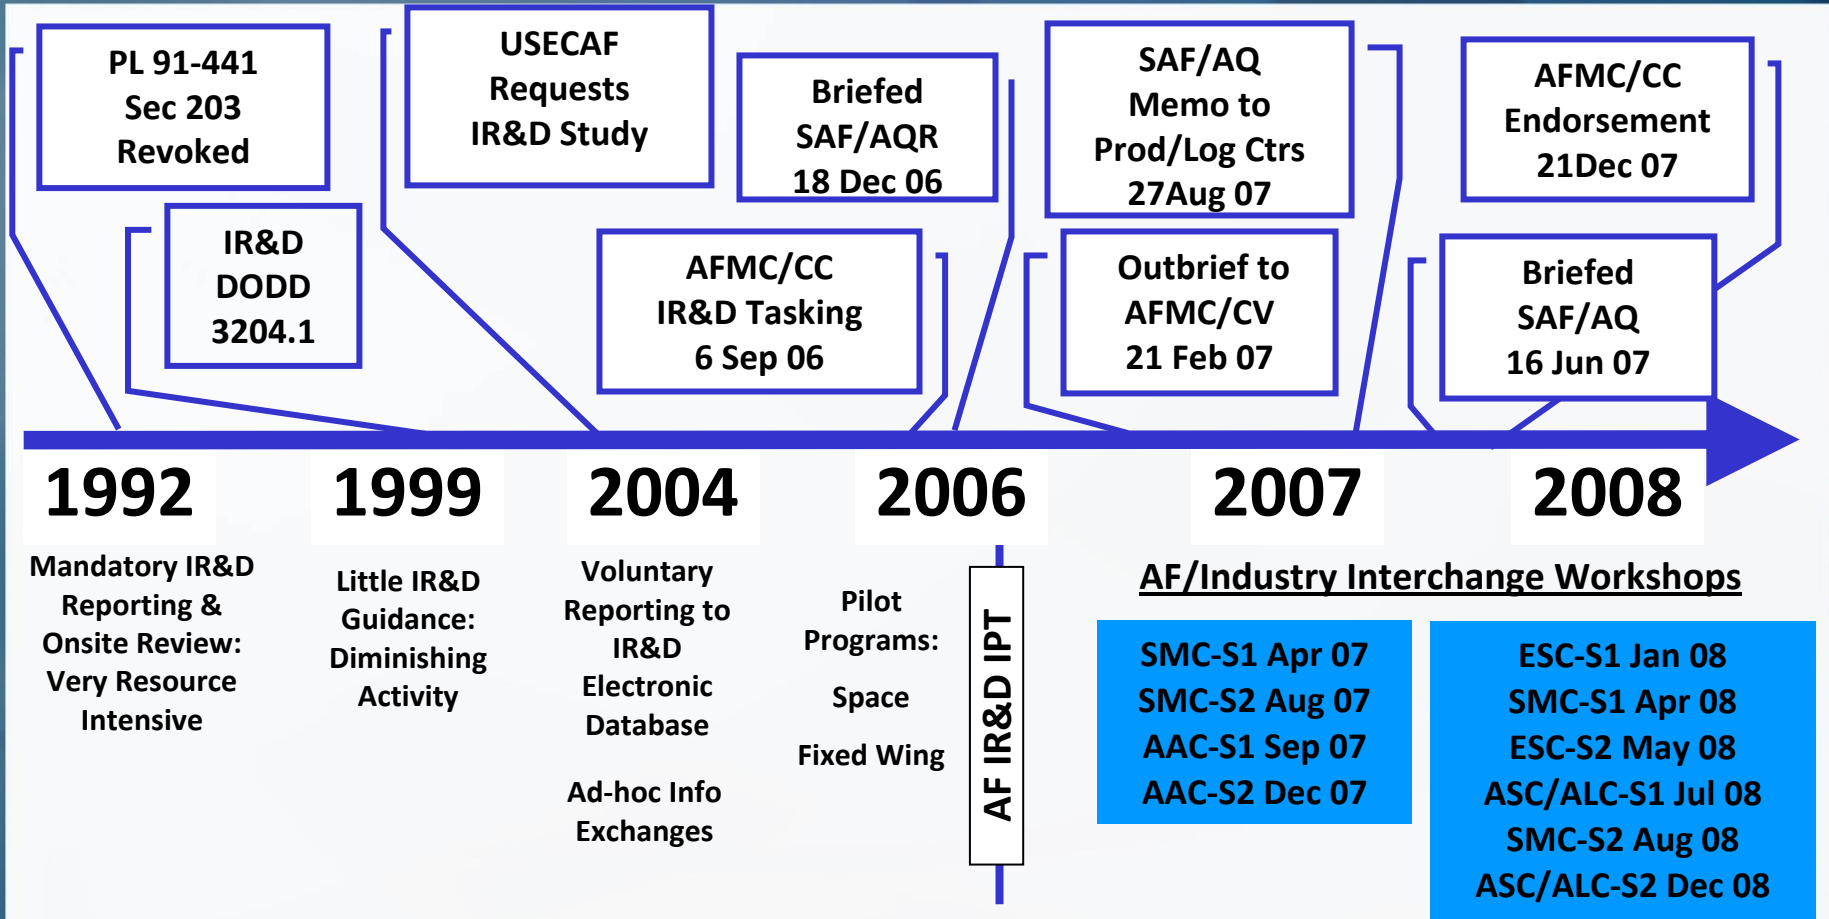 PL 91-441
Sec 203
Revoked
IR&D
DODD
3204.1
USECAF
Requests
IR&D Study
Briefed
SAF/AQR
18 Dec 06
AFMC/CC
IR&D Tasking
6 Sep 06
SAF/AQ
Memo to
Prod/Log Ctrs
27Aug 07
Outbrief to
AFMC/CV
21 Feb 07
AFMC/CC
Endorsement
21Dec 07
Briefed
SAF/AQ
16 Jun 07
1992
1999
2004
2006
2007
2008
Mandatory IR&D
Reporting &
Onsite Review:
Very Resource
Intensive
Little IR&D
Guidance:
Diminishing
Activity
Voluntary
Reporting to
IR&D
Electronic
Database
Ad-hoc Info
Exchanges
Pilot
Programs:
Space
Fixed Wing
AF IR&D IPT
AF/Industry Interchange Workshops
SMC-S1 Apr 07
SMC-S2 Aug 07
AAC-S1 Sep 07
AAC-S2 Dec 07
ESC-S1 Jan 08
SMC-S1 Apr 08
ESC-S2 May 08
ASC/ALC-S1 Jul 08
SMC-S2 Aug 08
ASC/ALC-S2 Dec 08